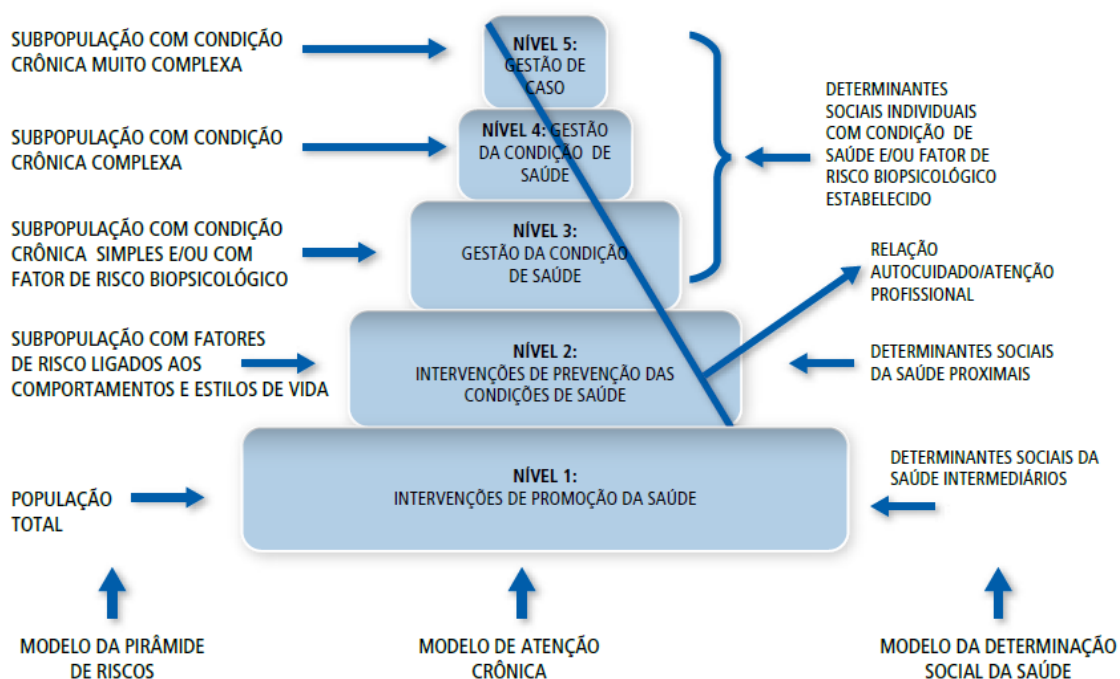 SUBPOPULAÇÃO COM CONDIÇÃO
CRÔNICA MUITO COMPLEXA
NÍVEL 5:
GESTÃO DE
CASO
SUBPOPULAÇÃO COM CONDIÇÃO
CRÔNICA COMPLEXA
NÍVEL 4: GESTÃO
DA CONDIÇÃO DE
SAÚDE
DETERMINANTES
SOCIAIS INDIVIDUAIS
COM CONDIÇÃO DE
SAÚDE E/OU FATOR DE
RISCO BIOPSICOLÓGICO
ESTABELECIDO
SUBPOPULAÇÃO COM CONDIÇÃO
CRÔNICA SIMPLES E/OU COM
FATOR DE RISCO BIOPSICOLÓGICO
NÍVEL 3:
GESTÃO DA CONDIÇÃO
DE SAÚDE
RELAÇÃO
AUTOCUIDADO/ATENÇÃO
PROFISSIONAL
SUBPOPULAÇÃO COM FATORES
DE RISCO LIGADOS AOS
COMPORTAMENTOS E ESTILOS DE VIDA
NÍVEL 2:
INTERVENÇÕES DE PREVENÇÃO DAS
CONDIÇÕES DE SAÚDE
DETERMINANTES SOCIAIS
DA SAÚDE PROXIMAIS
POPULAÇÃO
TOTAL
NÍVEL 1:
INTERVENÇÕES DE PROMOÇÃO DA SAÚDE
DETERMINANTES SOCIAIS DA
SAÚDE INTERMEDIÁRIOS
MODELO DA PIRÂMIDE
DE RISCOS
MODELO DE ATENÇÃO
CRÔNICA
MODELO DA DETERMINAÇÃO
SOCIAL DA SAÚDE